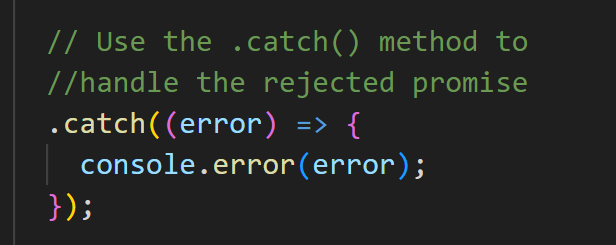 // Use the .catch() method to
//handle the rejected promise
.catch((error) => {
  console.error(error);
});